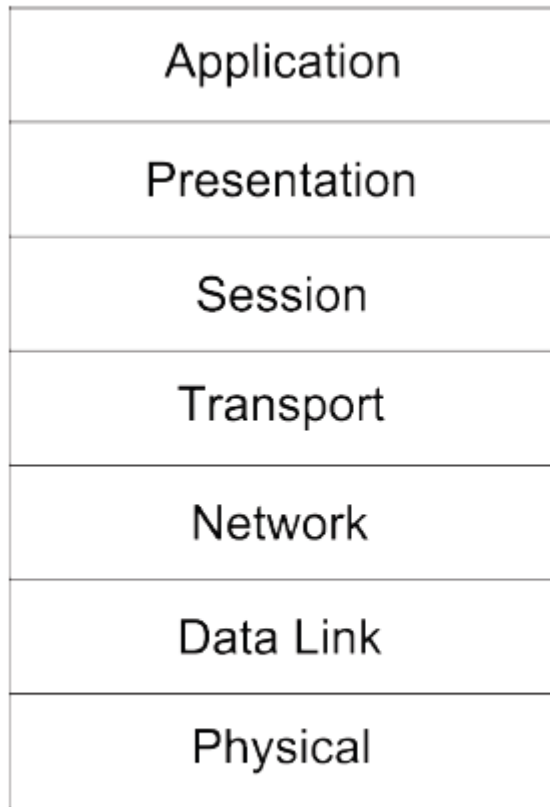 Application
Presentation
Session
Transport
Network
Data Link
Physical